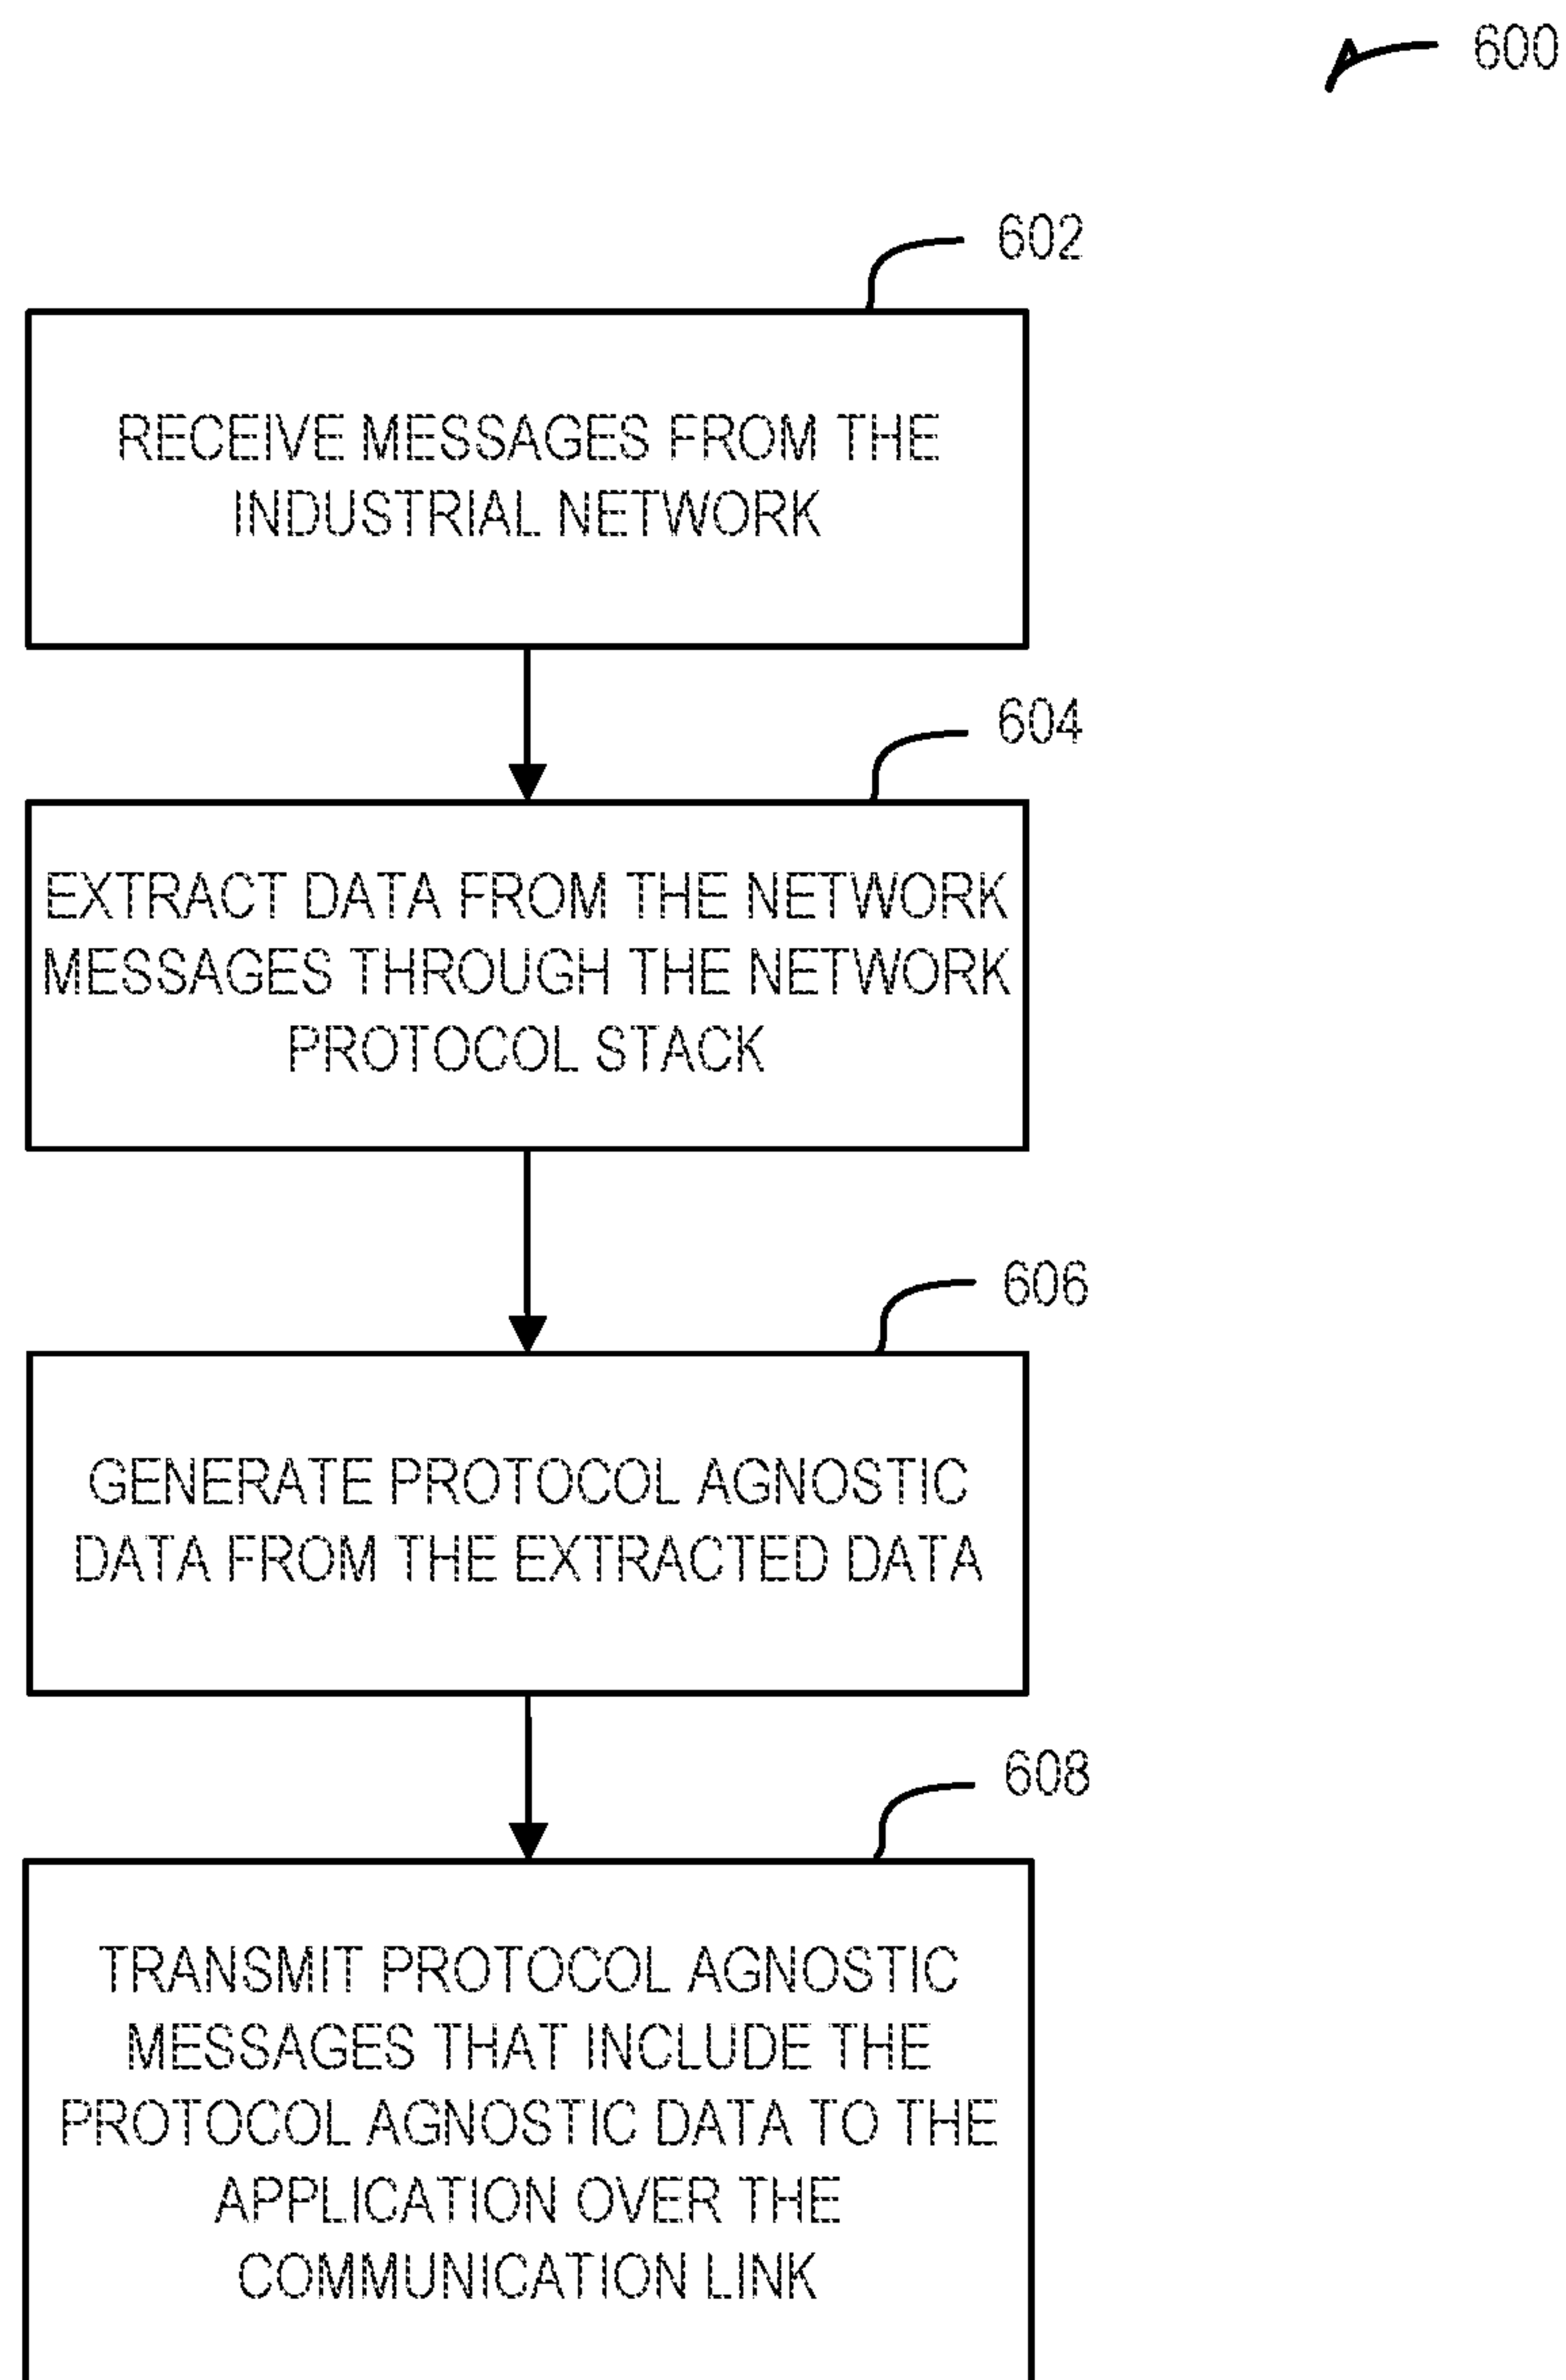 600
602
RECEIVE MESSAGES FROM THE
INDUSTRIAL NETWORK
604
EXTRACT DATA FROM THE NETWORK
MESSAGES THROUGH THE NETWORK
PROTOCOL STACK
606
GENERATE PROTOCOL AGNOSTIC
DATA FROM THE EXTRACTED DATA
608
TRANSMIT PROTOCOL AGNOSTIC
MESSAGES THAT INCLUDE THE
PROTOCOL AGNOSTIC DATA TO THE
APPLICATION OVER THE
COMMUNICATION LINK